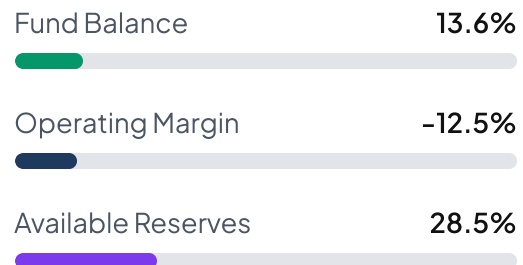 Fund Balance 13.6%
Operating Margin -12.5%
Available Reserves 28.5%